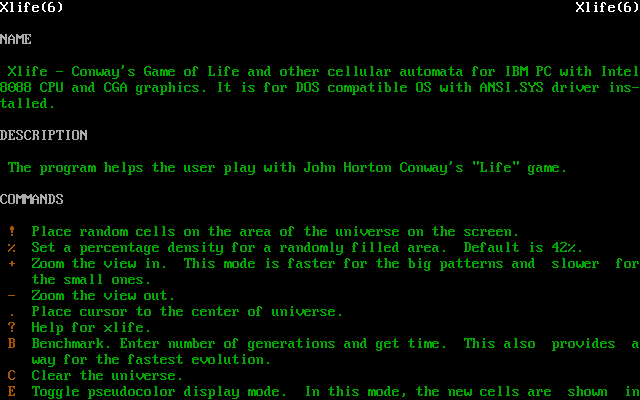 Xlife(6) Xlife(6)
NAME
Xlife - Conway's Game of Life and other cellular automata for IBM PC with Intel
8088 CPU and CGA graphics. It is for DOS compatible OS with ANSI.SYS driver ins-
talled.
DESCRIPTION
The program helps the user play with John Horton Conway's "Life" game.
COMMANDS
! Place random cells on the area of the universe on the screen.
% Set a percentage density for a randomly filled area. Default is 42%.
+ Zoom the view in. This mode is faster for the big patterns and slower for
the small ones.
- Zoom the view out.
. Place cursor to the center of universe.
? Help for xlife.
B Benchmark. Enter number of generations and get time. This also provides a
way for the fastest evolution.
C Clear the universe.
E Toggle pseudocolor display mode. In this mode, the new cells are shown in